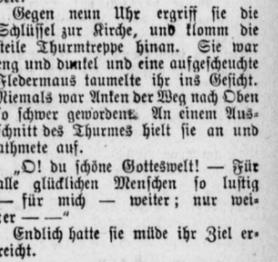 Gegen neun Uhr ergriff sie die
Schlüssel zur Kirche, und klomm die
steile Thurmtreppe hinan. Sie war
eng und dunkel und eine aufgescheuchte
Fledermaus taumelte ihr ins Gesicht.
Niemals war Anken der Weg nach Oben
so schwer geworden. An einem Aus-
schnitt des Thurmes hielt sie an und
athmete auf.
„O! du schöne Gotteswelt! — Für
alle glücklichen Menschen so lustig
— für mich — weiter; nur wei-
ter — —“
Endlich hatte sie müde ihr Ziel er-
reicht.